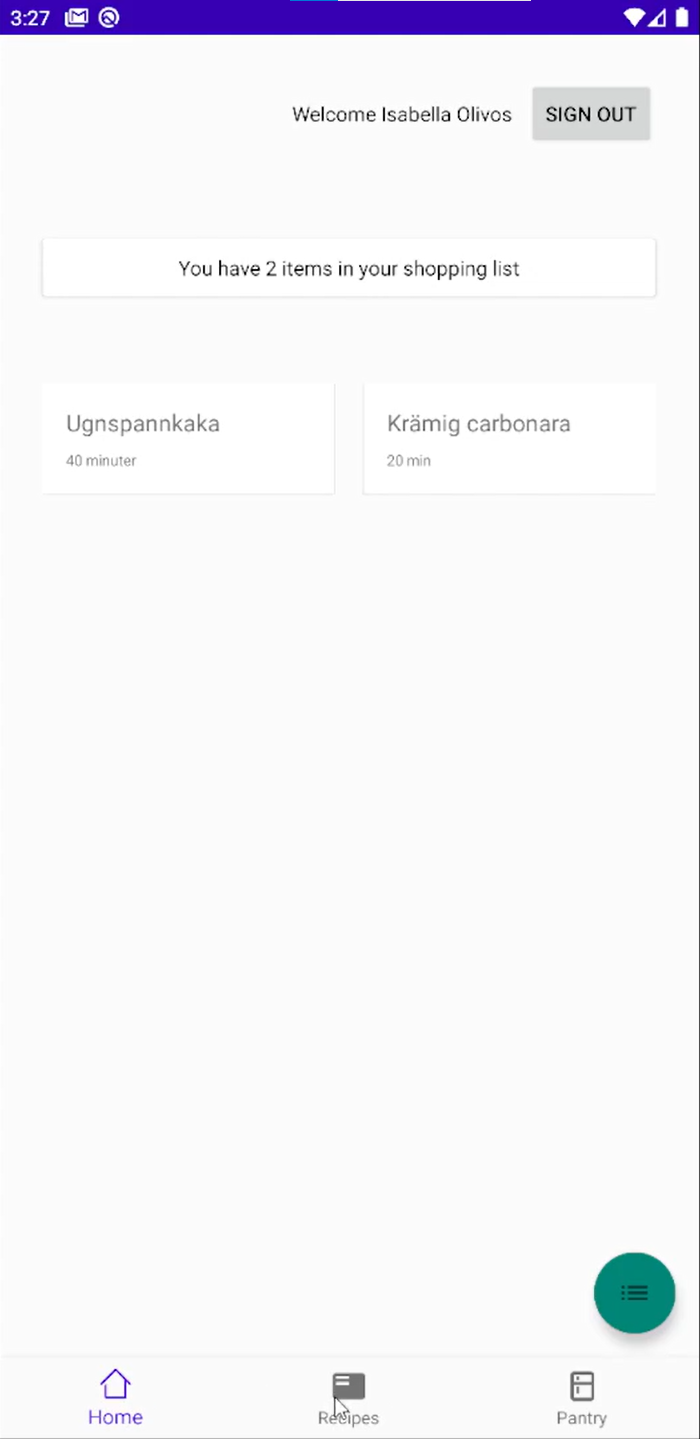 3:27
Welcome Isabella Olivos
SIGN OUT
You have 2 items in your shopping list
Ugnspannkaka
40 minuter
Krämig carbonara
20 min
Home
Recipes
Pantry